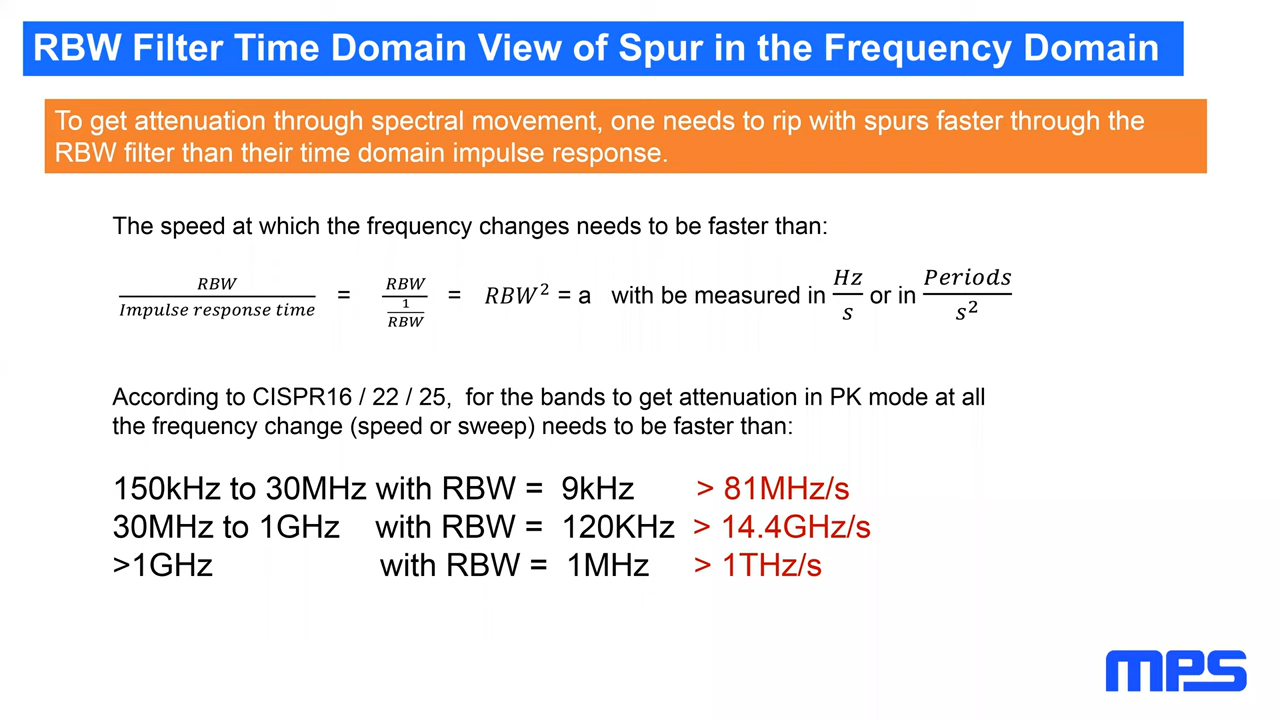 RBW Filter Time Domain View of Spur in the Frequency Domain
To get attenuation through spectral movement, one needs to rip with spurs faster through the
RBW filter than their time domain impulse response.
The speed at which the frequency changes needs to be faster than:
RBW / Impulse response time = RBW / (1 / RBW) = RBW² = a with be measured in Hz / s or in Periods / s²
According to CISPR16 / 22 / 25, for the bands to get attenuation in PK mode at all
the frequency change (speed or sweep) needs to be faster than:
150kHz to 30MHz with RBW = 9kHz > 81MHz/s
30MHz to 1GHz with RBW = 120KHz > 14.4GHz/s
>1GHz with RBW = 1MHz > 1THz/s
mps